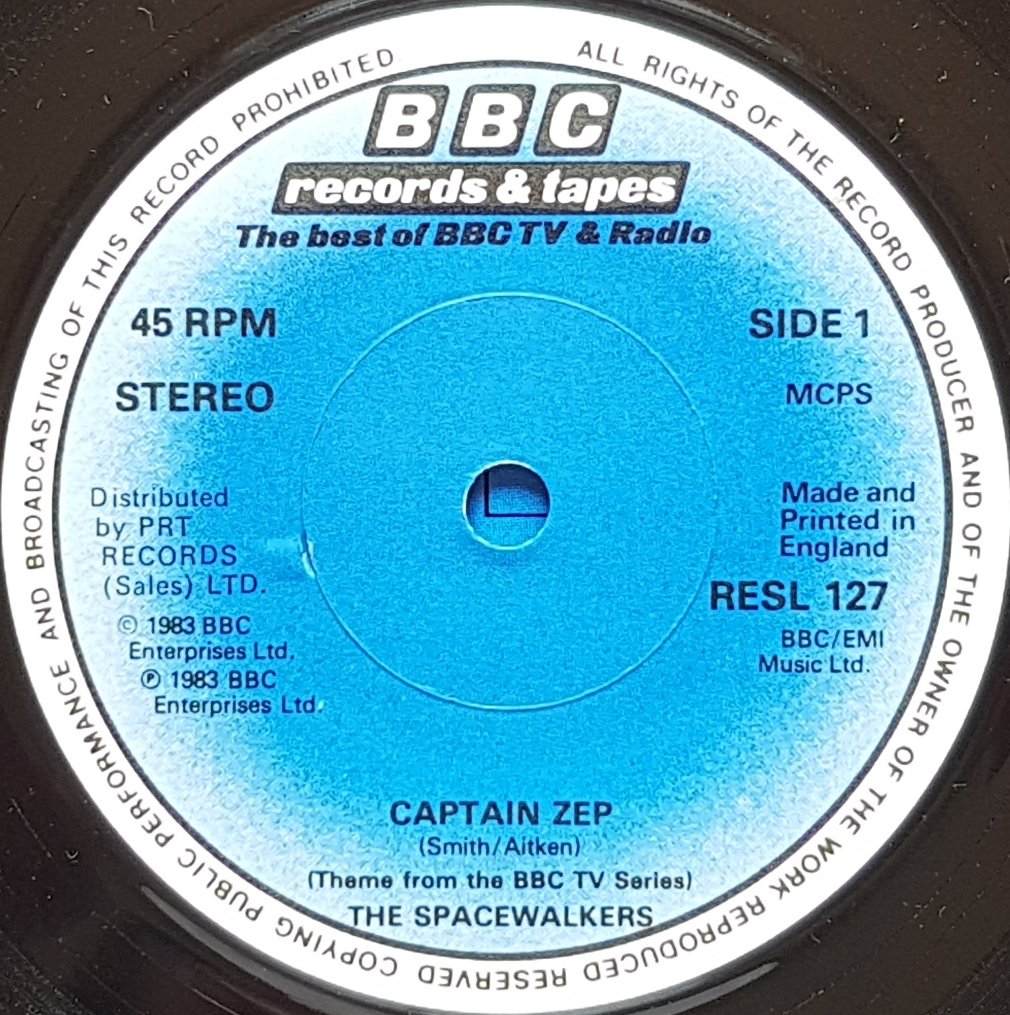 ALL RIGHTS OF THE RECORD PRODUCER AND OF THE OWNER OF THE WORK REPRODUCED RESERVED COPYING PUBLIC PERFORMANCE AND BROADCASTING OF THIS RECORD PROHIBITED
BBC
records & tapes
The best of BBC TV & Radio
45 RPM
SIDE 1
STEREO
MCPS
Distributed
by PRT
RECORDS
(Sales) LTD.
© 1983 BBC
Enterprises Ltd.
℗ 1983 BBC
Enterprises Ltd.
Made and
Printed in
England
RESL 127
BBC/EMI
Music Ltd.
CAPTAIN ZEP
(Smith/Aitken)
(Theme from the BBC TV Series)
THE SPACEWALKERS